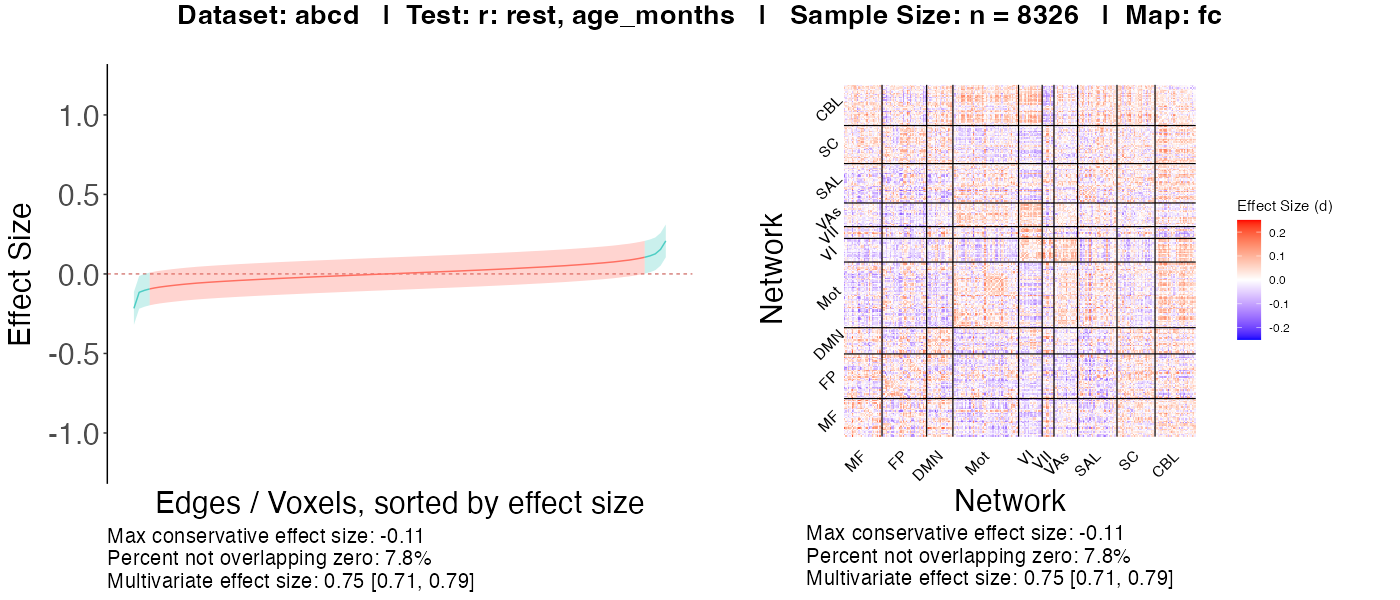 Dataset: abcd | Test: r: rest, age_months | Sample Size: n = 8326 | Map: fc
Effect Size
1.0
0.5
0.0
-0.5
-1.0
Edges / Voxels, sorted by effect size
Max conservative effect size: -0.11
Percent not overlapping zero: 7.8%
Multivariate effect size: 0.75 [0.71, 0.79]
Network
CBL
SC
SAL
VAs
VII
VI
Mot
DMN
FP
MF
MF FP DMN Mot VI VII VAs SAL SC CBL
Network
Max conservative effect size: -0.11
Percent not overlapping zero: 7.8%
Multivariate effect size: 0.75 [0.71, 0.79]
Effect Size (d)
0.2
0.1
0.0
-0.1
-0.2